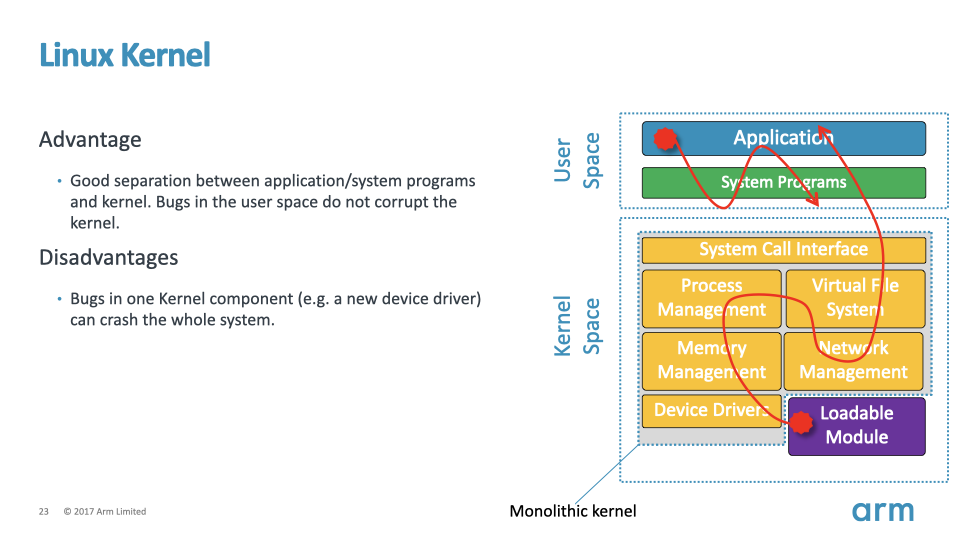 Linux Kernel
Advantage
• Good separation between application/system programs
and kernel. Bugs in the user space do not corrupt the
kernel.
Disadvantages
• Bugs in one Kernel component (e.g. a new device driver)
can crash the whole system.
User
Space
Application
System Programs
Kernel
Space
System Call Interface
Process
Management
Virtual File
System
Memory
Management
Network
Management
Device Drivers
Loadable
Module
Monolithic kernel
23 © 2017 Arm Limited
arm